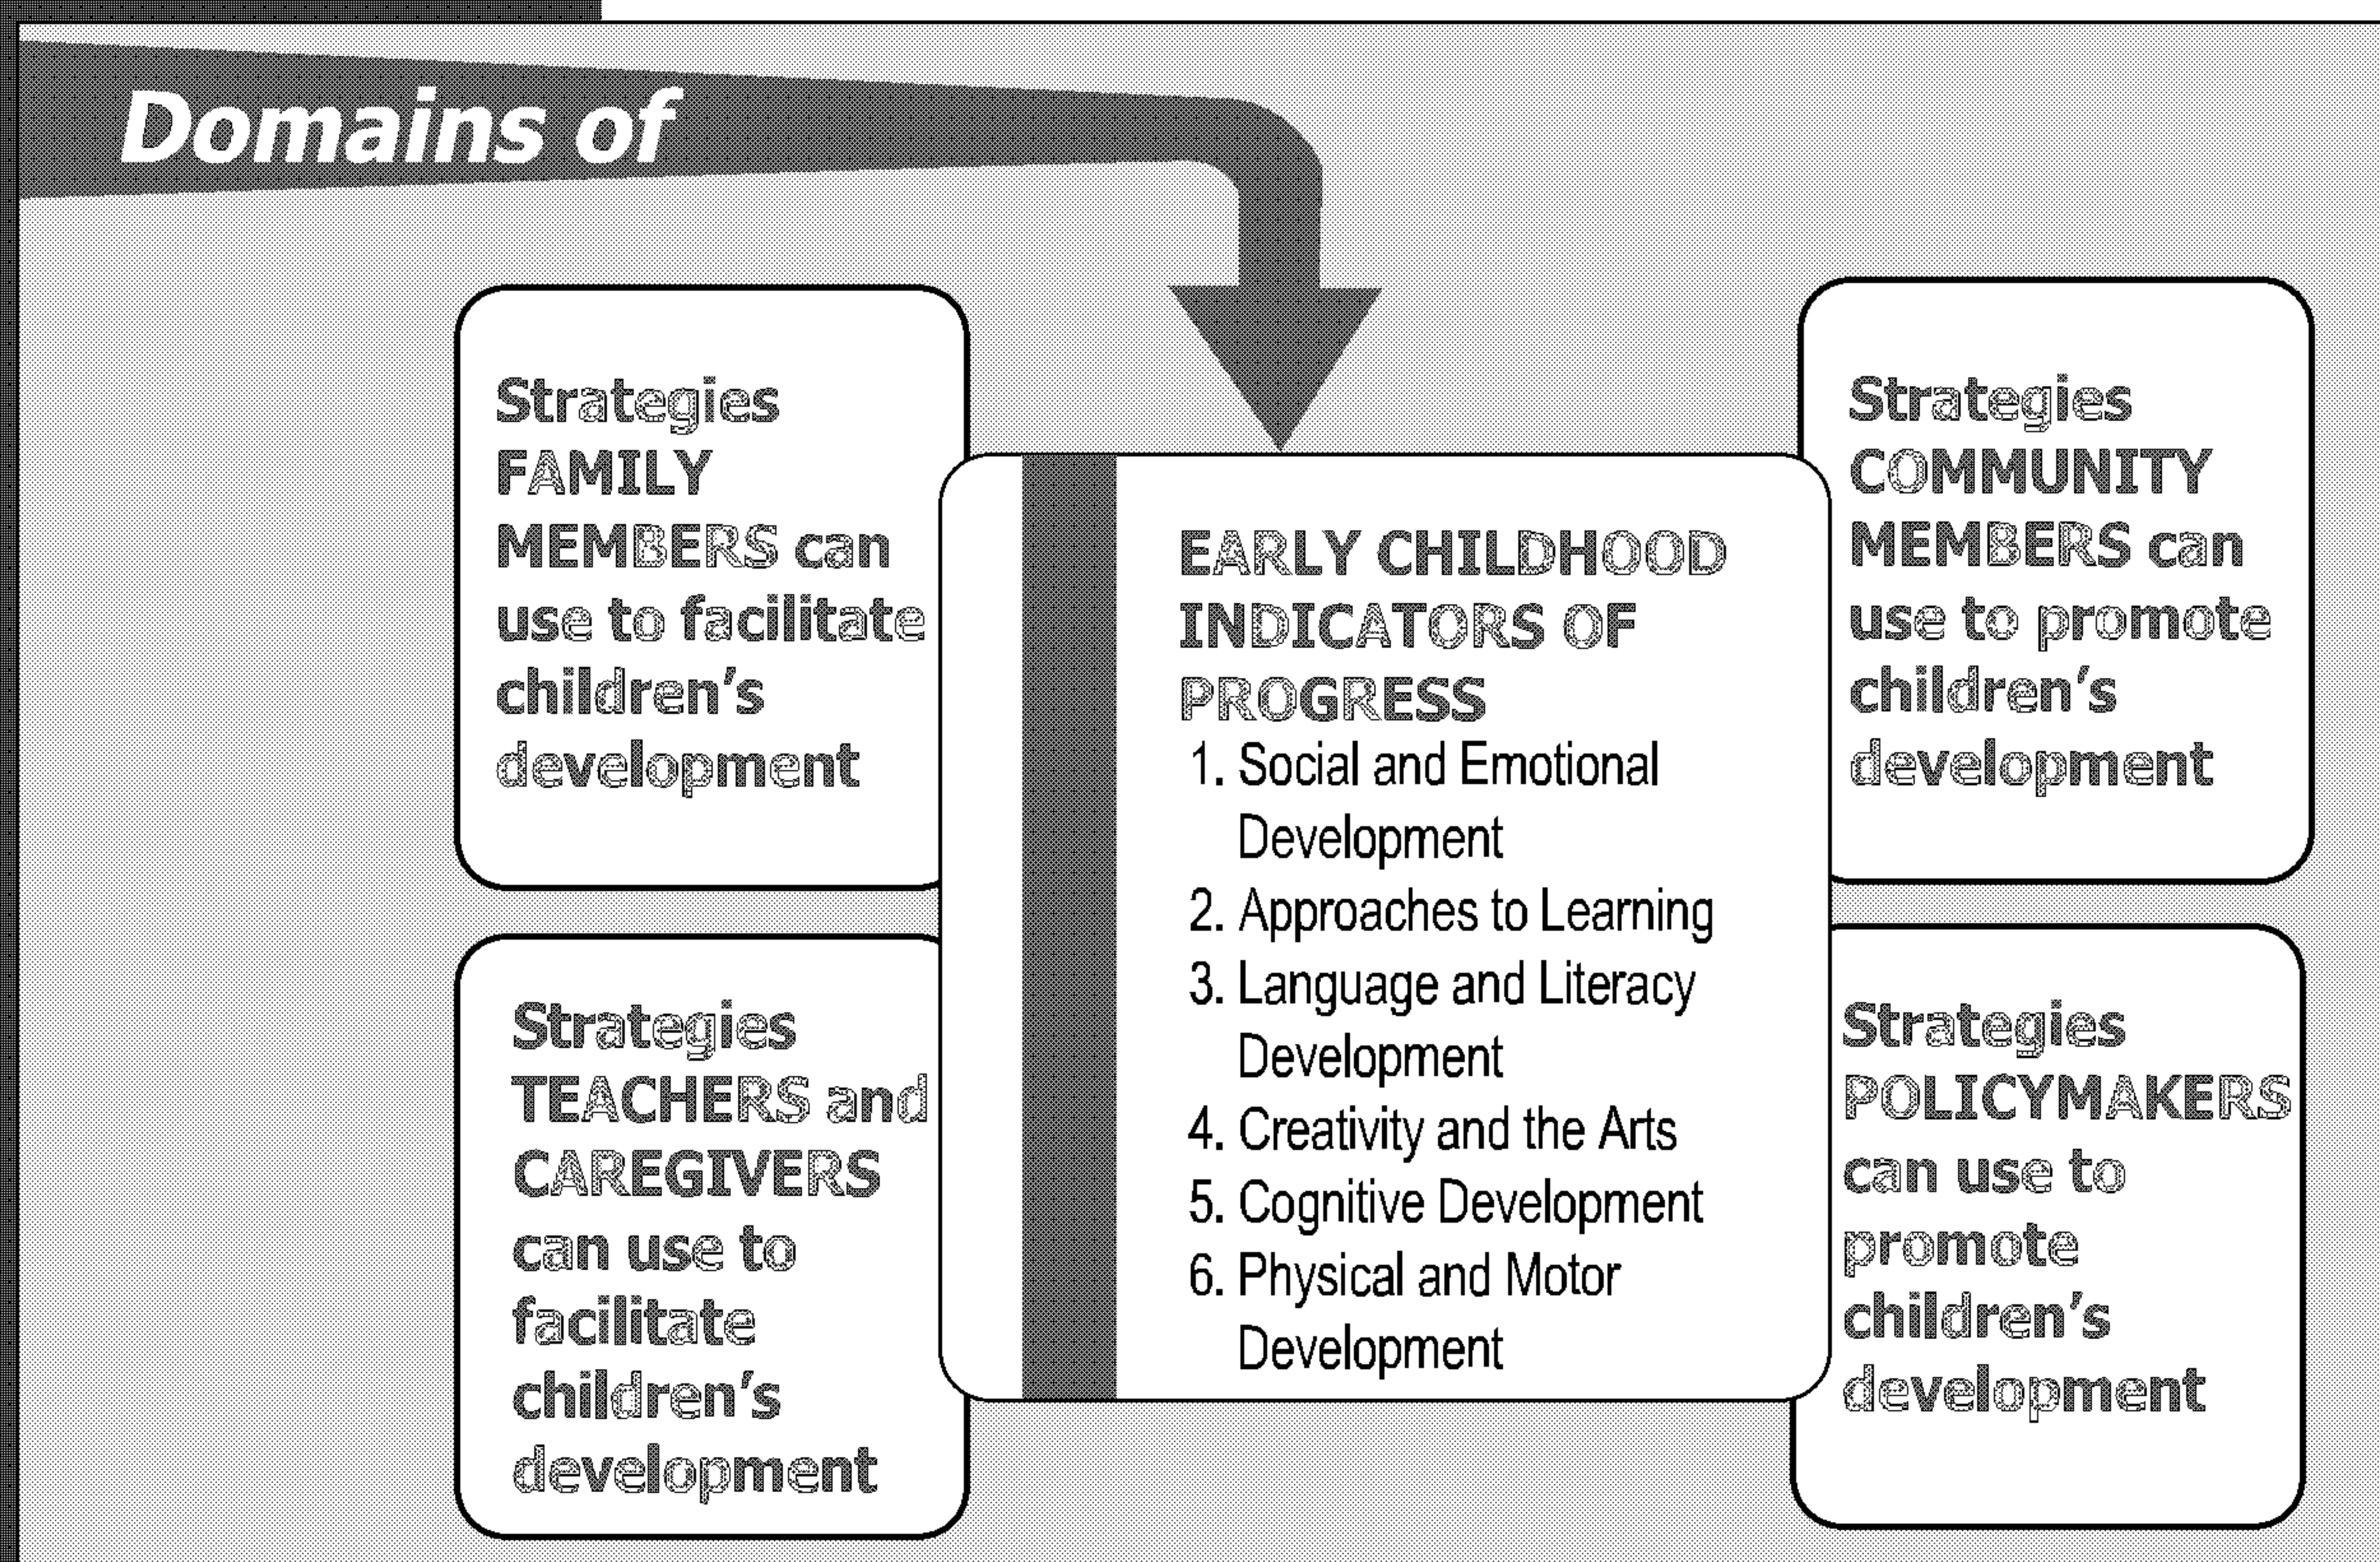 Domains of
Strategies
FAMILY
MEMBERS can
use to facilitate
children’s
development
Strategies
COMMUNITY
MEMBERS can
use to promote
children’s
development
EARLY CHILDHOOD
INDICATORS OF
PROGRESS
1. Social and Emotional
Development
2. Approaches to Learning
3. Language and Literacy
Development
4. Creativity and the Arts
5. Cognitive Development
6. Physical and Motor
Development
Strategies
TEACHERS and
CAREGIVERS
can use to
facilitate
children’s
development
Strategies
POLICYMAKERS
can use to
promote
children’s
development